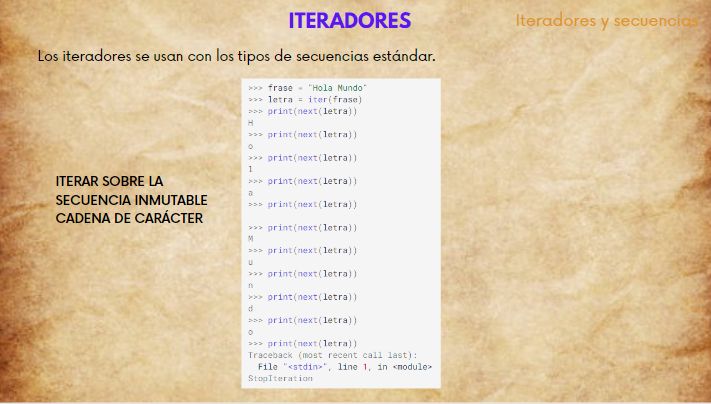 ITERADORES
Iteradores y secuencias
Los iteradores se usan con los tipos de secuencias estándar.
ITERAR SOBRE LA
SECUENCIA INMUTABLE
CADENA DE CARÁCTER
>>> frase = "Hola Mundo"
>>> letra = iter(frase)
>>> print(next(letra))
H
>>> print(next(letra))
o
>>> print(next(letra))
l
>>> print(next(letra))
a
>>> print(next(letra))

>>> print(next(letra))
M
>>> print(next(letra))
u
>>> print(next(letra))
n
>>> print(next(letra))
d
>>> print(next(letra))
o
>>> print(next(letra))
Traceback (most recent call last):
  File "<stdin>", line 1, in <module>
StopIteration